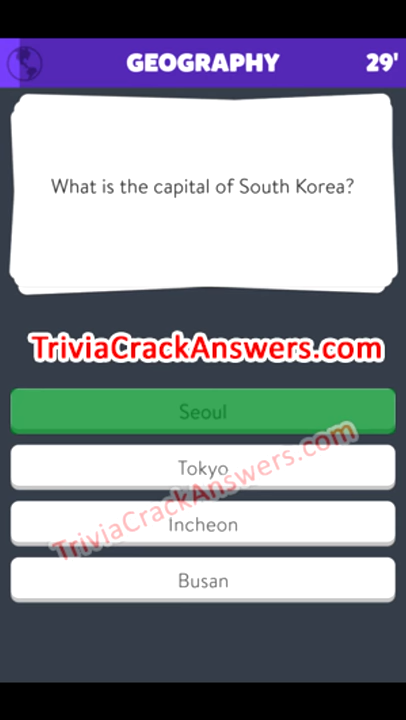 GEOGRAPHY
29'
What is the capital of South Korea?
TriviaCrackAnswers.com
Seoul
Tokyo
TriviaCrackAnswers.com
Incheon
Busan